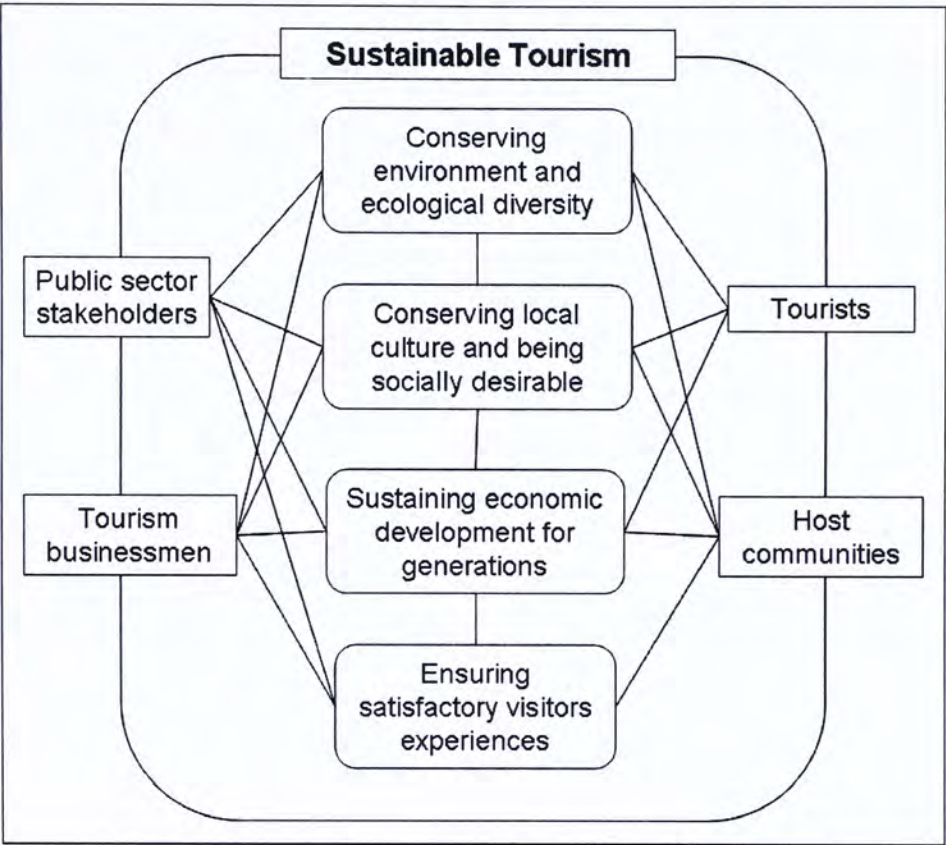 Sustainable Tourism
Conserving
environment and
ecological diversity
Public sector
stakeholders
Conserving local
culture and being
socially desirable
Tourists
Tourism
businessmen
Sustaining economic
development for
generations
Host
communities
Ensuring
satisfactory visitors
experiences